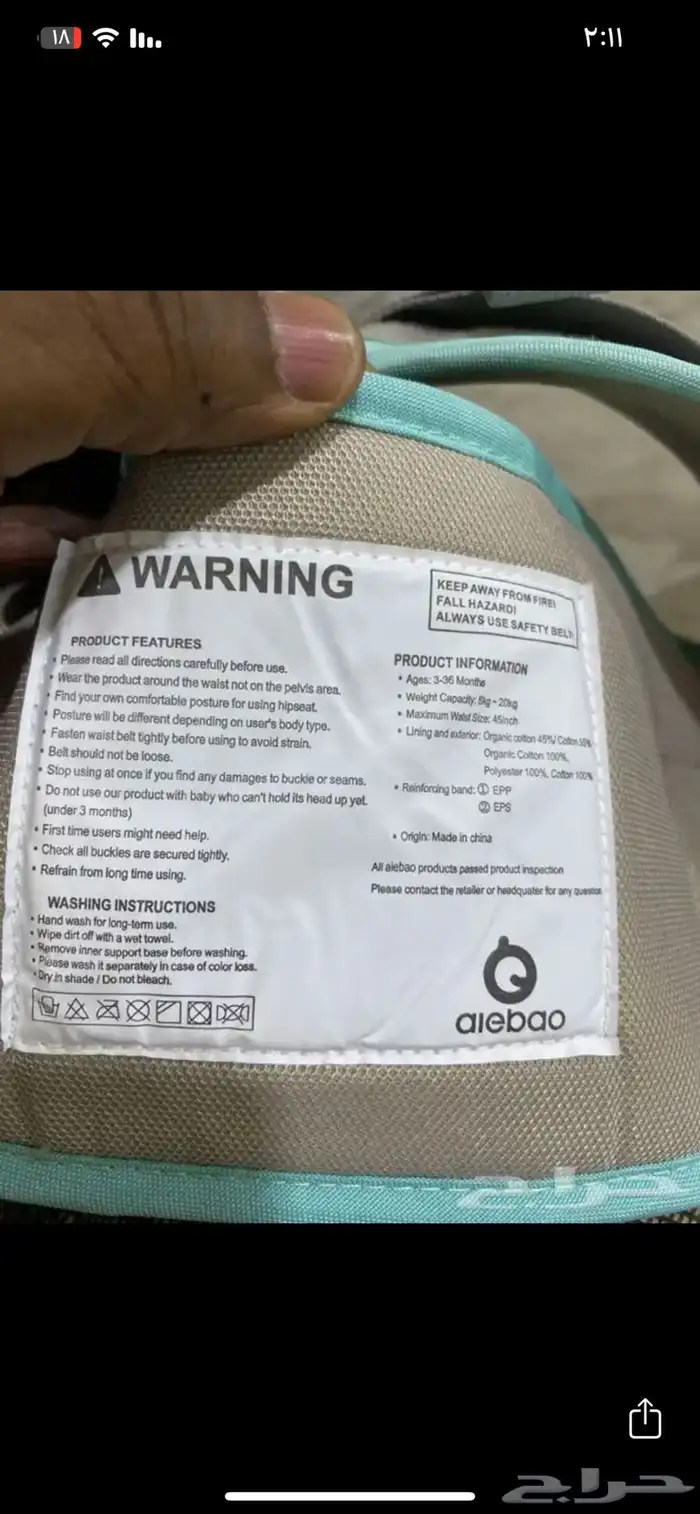 ١٨
٢:١١
WARNING
KEEP AWAY FROM FIRE!
FALL HAZARD!
ALWAYS USE SAFETY BELT!
PRODUCT FEATURES
• Please read all directions carefully before use.
• Wear the product around the waist not on the pelvis area.
• Find your own comfortable posture for using hipseat.
• Posture will be different depending on user's body type.
• Fasten waist belt tightly before using to avoid strain.
• Belt should not be loose.
• Stop using at once if you find any damages to buckle or seams.
• Do not use our product with baby who can't hold its head up yet.
(under 3 months)
• First time users might need help.
• Check all buckles are secured tightly.
• Refrain from long time using.
WASHING INSTRUCTIONS
• Hand wash for long-term use.
• Wipe dirt off with a wet towel.
• Remove inner support base before washing.
• Please wash it separately in case of color loss.
• Dry in shade / Do not bleach.
PRODUCT INFORMATION
• Ages: 3-36 Months
• Weight Capacity: 8kg ~ 20kg
• Maximum Waist Size: 45inch
• Lining and exterior: Organic cotton 45%/ Cotton 55%
Organic Cotton 100%,
Polyester 100%, Cotton 100%
• Reinforcing band: ① EPP
② EPS
• Origin: Made in china
All aiebao products passed product inspection
Please contact the retailer or headquater for any question
aiebao
حراج
حراج